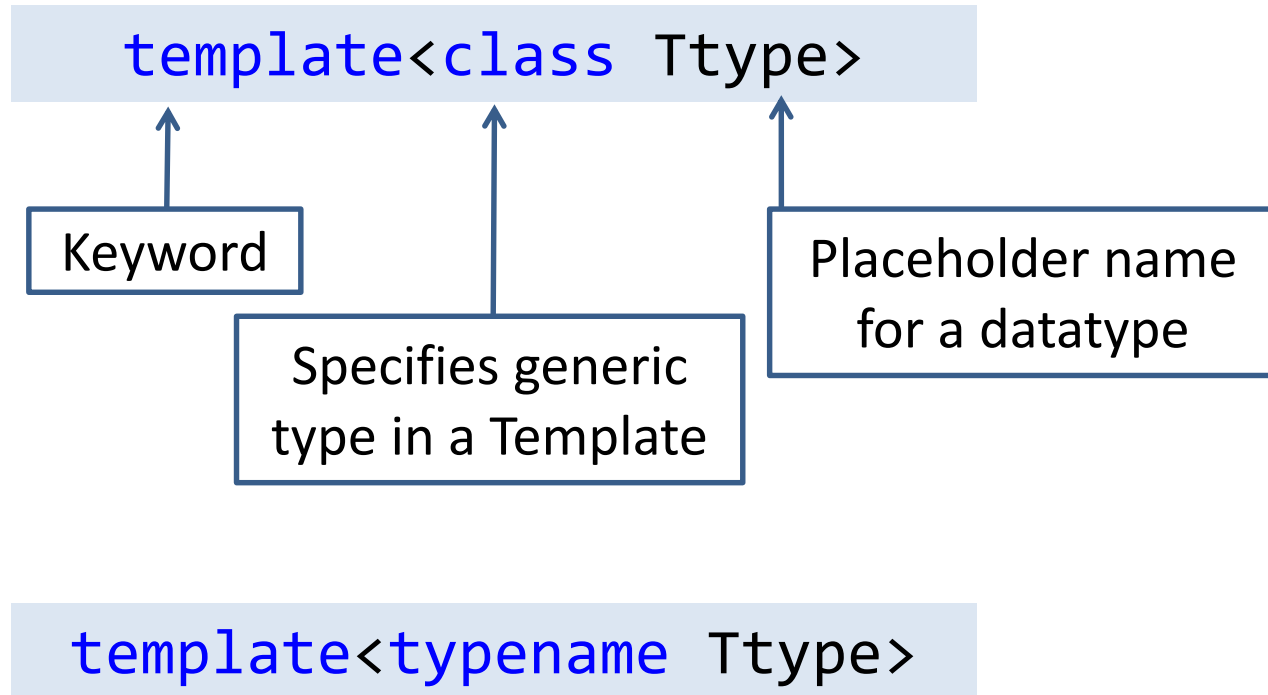 template<class Ttype>
Keyword
Specifies generic
type in a Template
Placeholder name
for a datatype
template<typename Ttype>